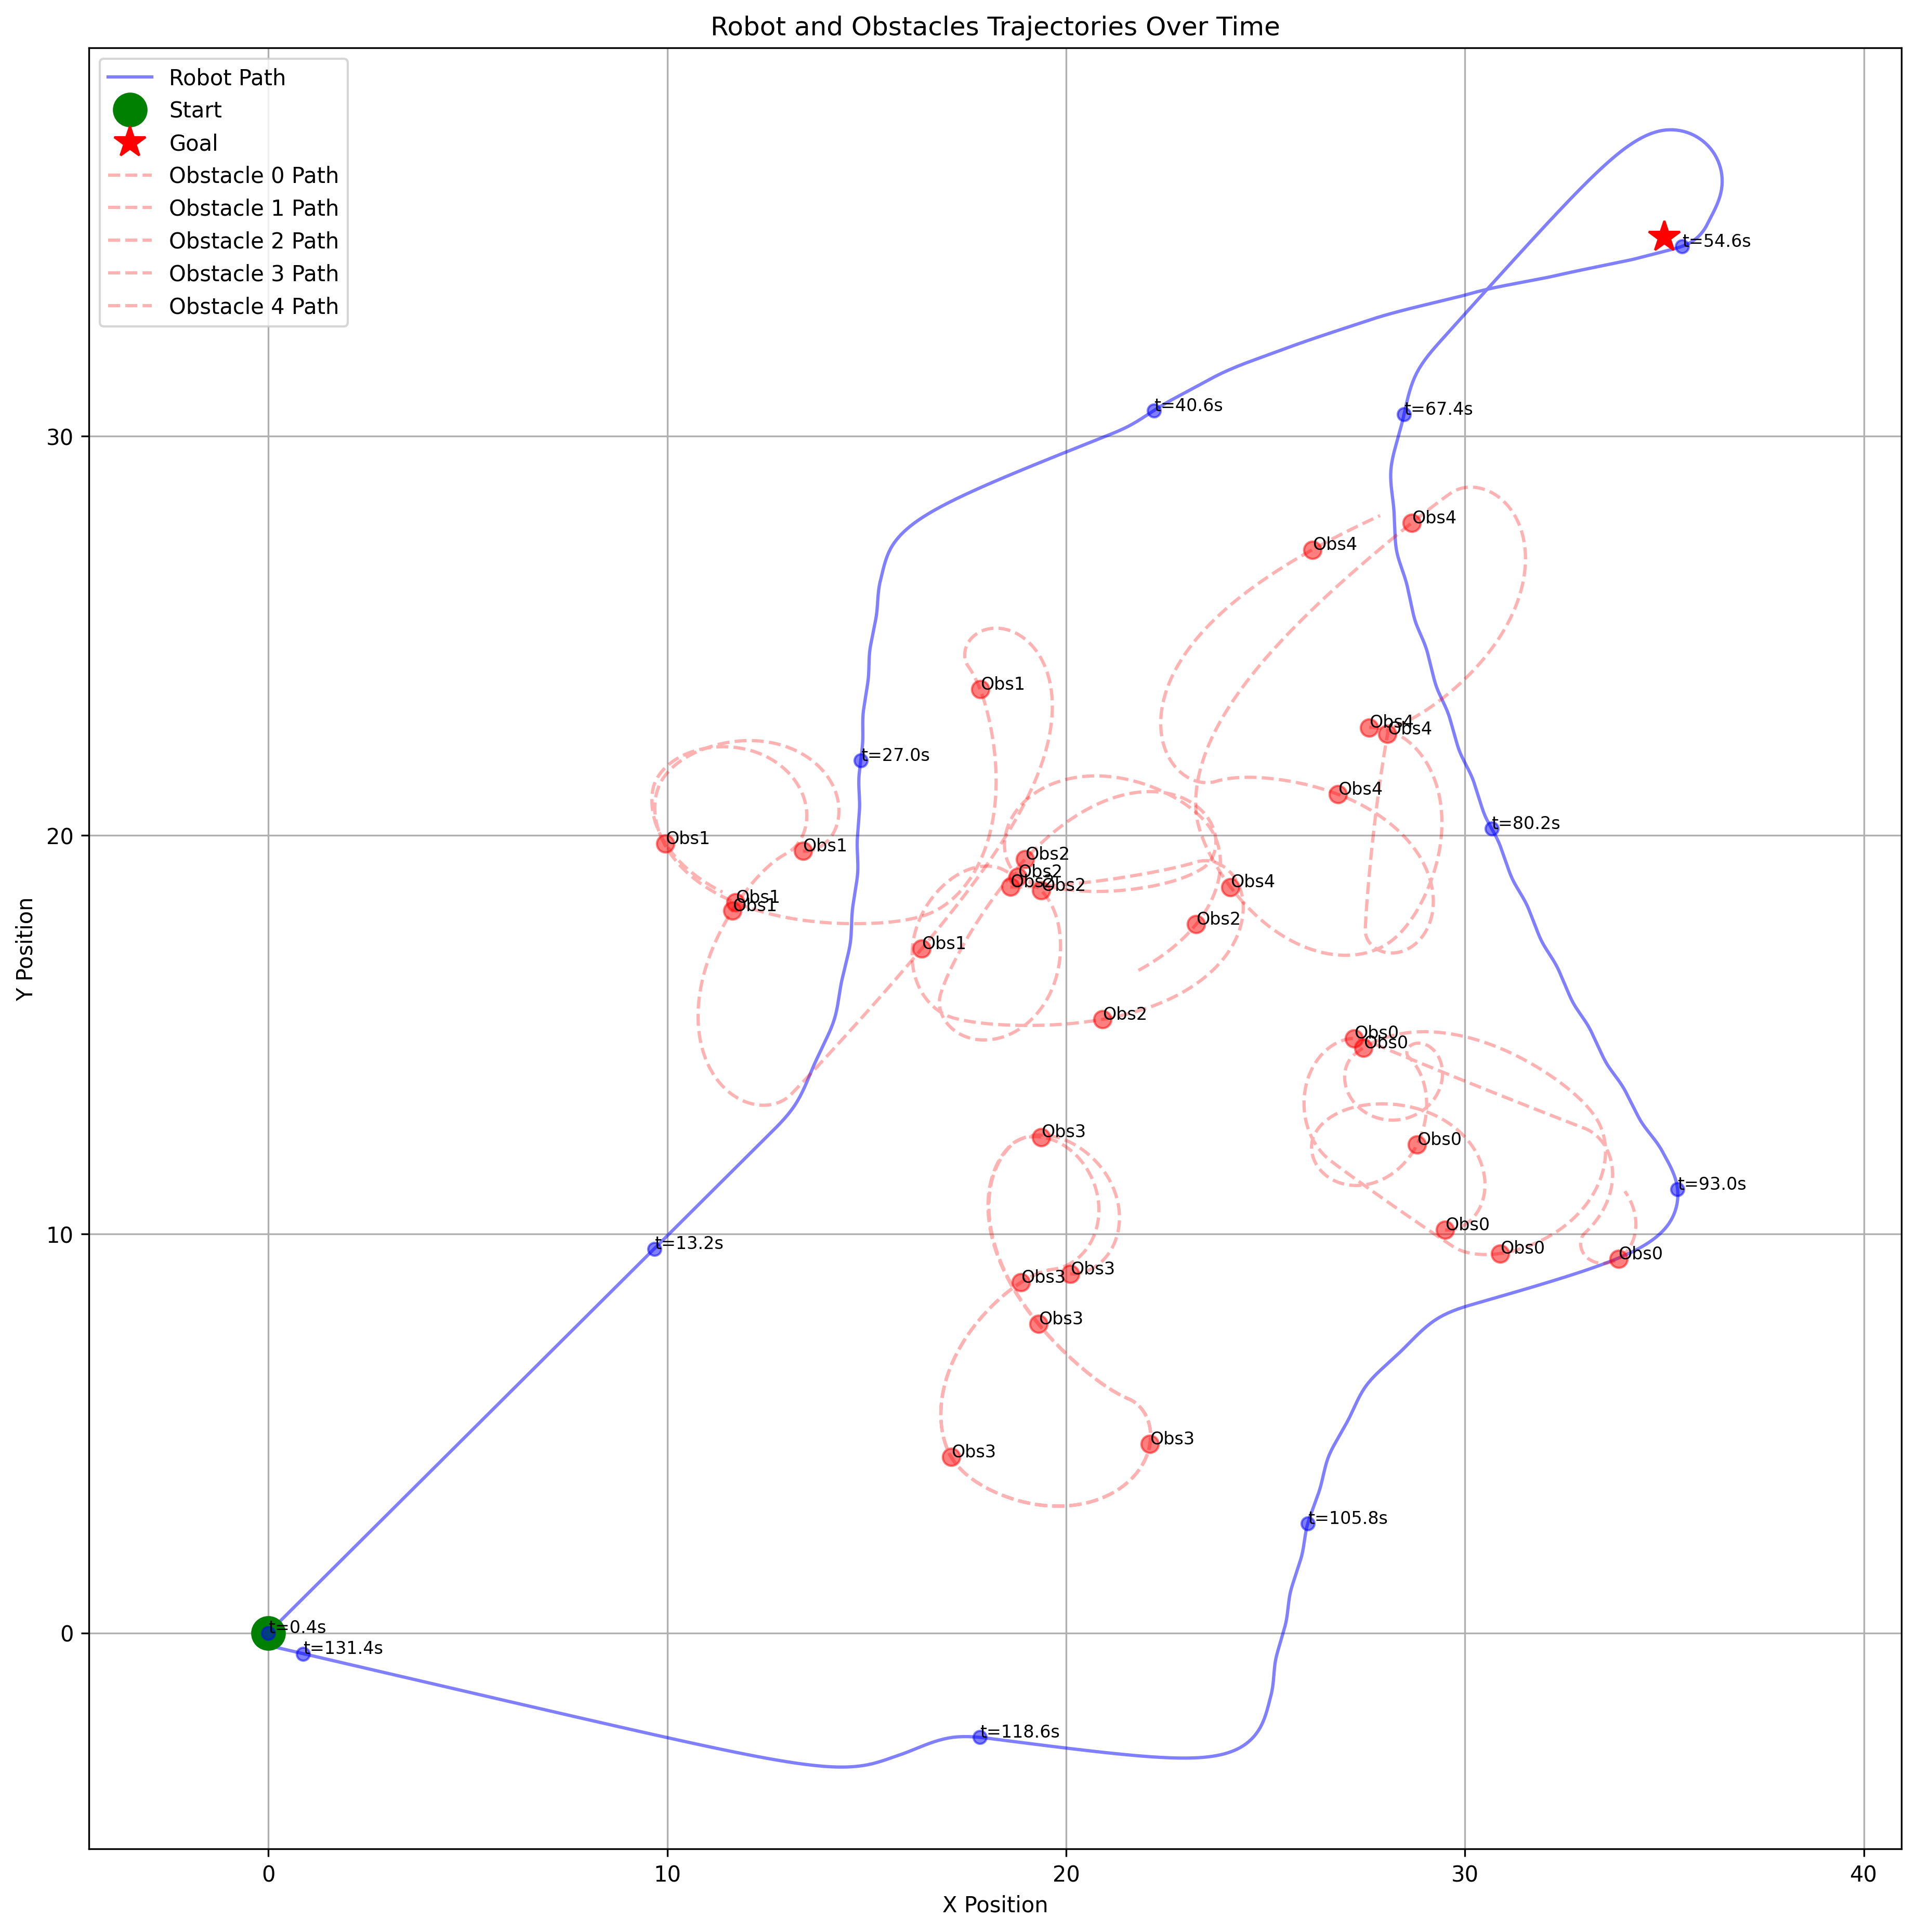 Robot and Obstacles Trajectories Over Time
Robot Path
Start
Goal
Obstacle 0 Path
Obstacle 1 Path
Obstacle 2 Path
Obstacle 3 Path
Obstacle 4 Path
t=54.6s
t=40.6s
t=67.4s
30
Obs4
Obs4
Obs1
Obs4
Obs4
t=27.0s
Obs4
t=80.2s
20
Obs1
Obs1
Obs2
Obs2
Obs2
Obs2
Obs4
Obs1
Obs1
Obs2
Obs1
Obs2
Obs0
Obs0
Obs3
Obs0
t=93.0s
10
t=13.2s
Obs0
Obs0
Obs0
Obs3
Obs3
Obs3
Obs3
Obs3
t=105.8s
0
t=0.4s
t=131.4s
t=118.6s
0
10
20
30
40
X Position
Y Position